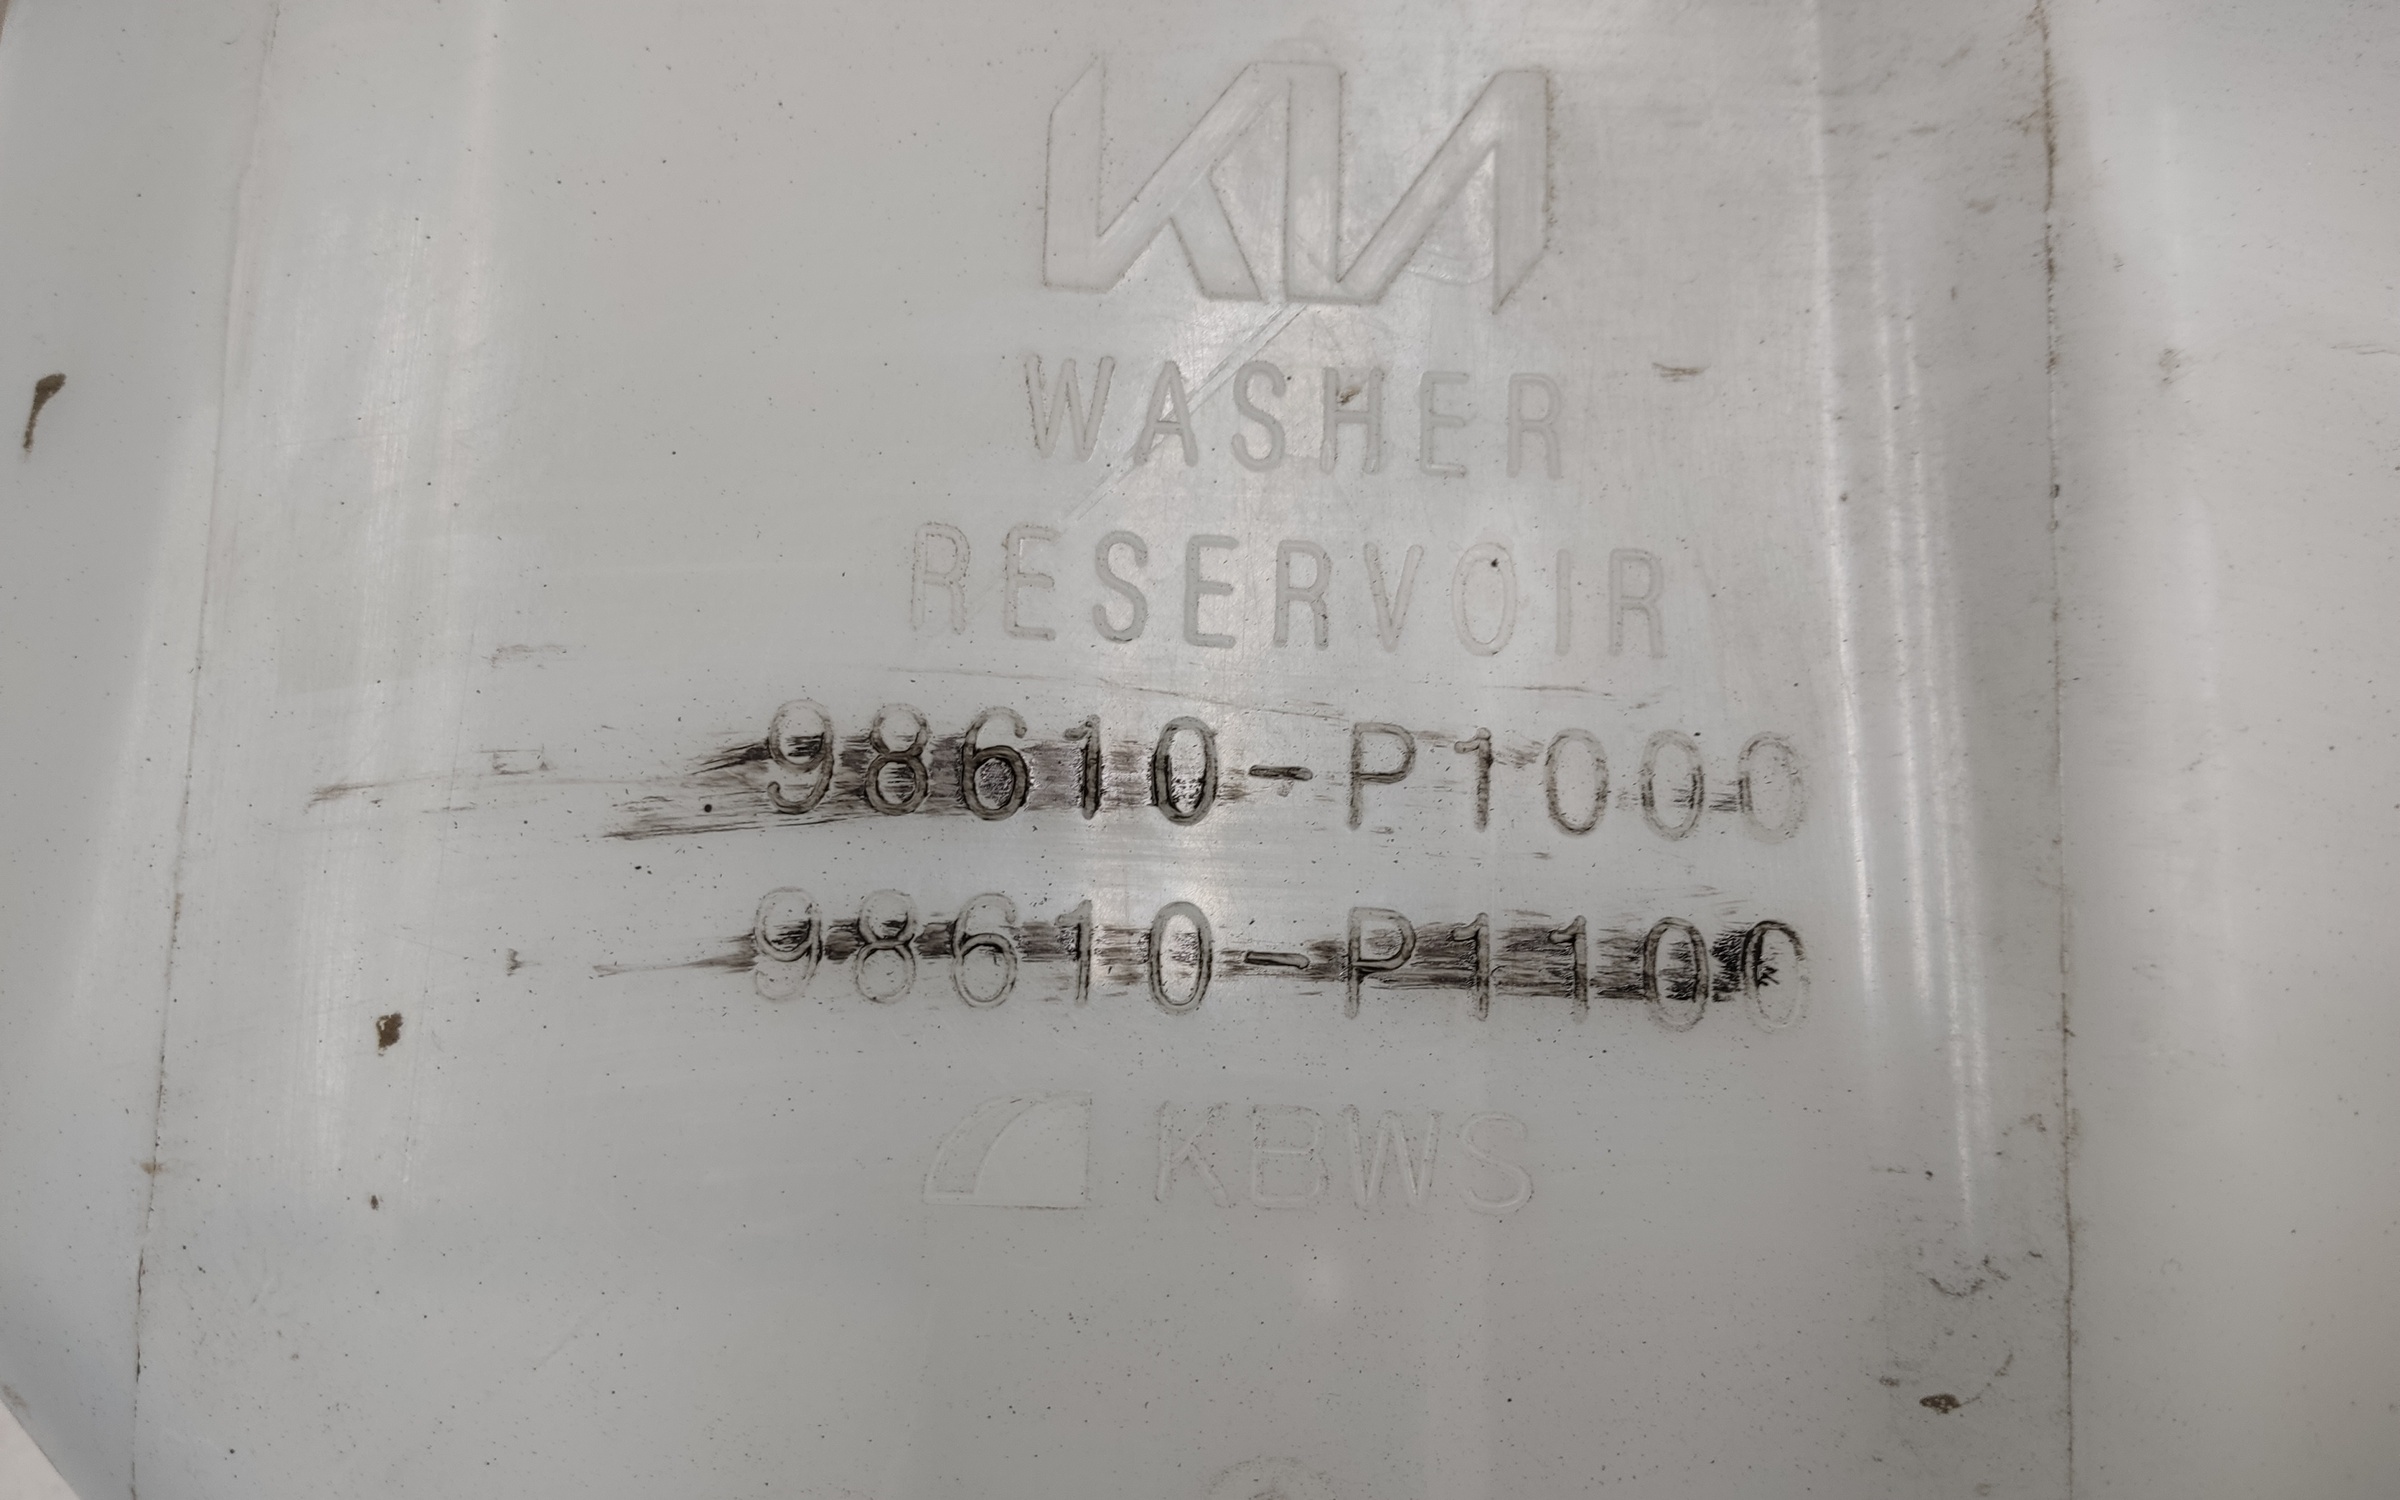 KIA
WASHER
RESERVOIR
98610-P1000
98610-P1100
KBWS